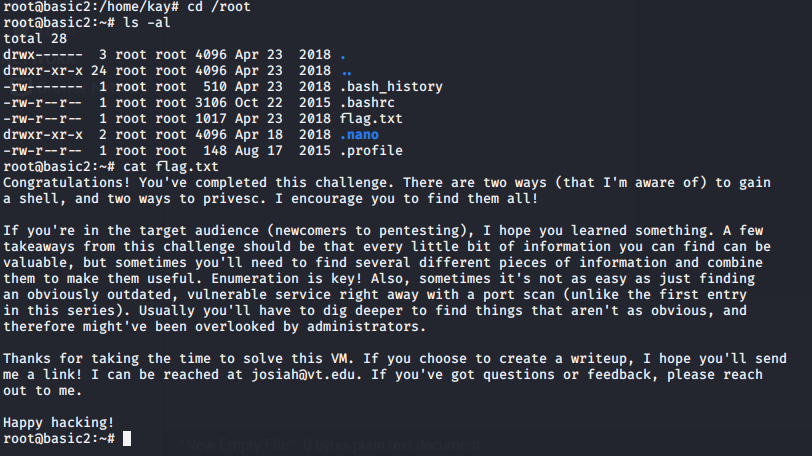 root@basic2:/home/kay# cd /root
root@basic2:~# ls -al
total 28
drwx------  3 root root 4096 Apr 23  2018 .
drwxr-xr-x 24 root root 4096 Apr 23  2018 ..
-rw-------  1 root root  510 Apr 23  2018 .bash_history
-rw-r--r--  1 root root 3106 Oct 22  2015 .bashrc
-rw-r--r--  1 root root 1017 Apr 23  2018 flag.txt
drwxr-xr-x  2 root root 4096 Apr 18  2018 .nano
-rw-r--r--  1 root root  148 Aug 17  2015 .profile
root@basic2:~# cat flag.txt
Congratulations! You've completed this challenge. There are two ways (that I'm aware of) to gain
a shell, and two ways to privesc. I encourage you to find them all!

If you're in the target audience (newcomers to pentesting), I hope you learned something. A few
takeaways from this challenge should be that every little bit of information you can find can be
valuable, but sometimes you'll need to find several different pieces of information and combine
them to make them useful. Enumeration is key! Also, sometimes it's not as easy as just finding
an obviously outdated, vulnerable service right away with a port scan (unlike the first entry
in this series). Usually you'll have to dig deeper to find things that aren't as obvious, and
therefore might've been overlooked by administrators.

Thanks for taking the time to solve this VM. If you choose to create a writeup, I hope you'll send
me a link! I can be reached at josiah@vt.edu. If you've got questions or feedback, please reach
out to me.

Happy hacking!
root@basic2:~#